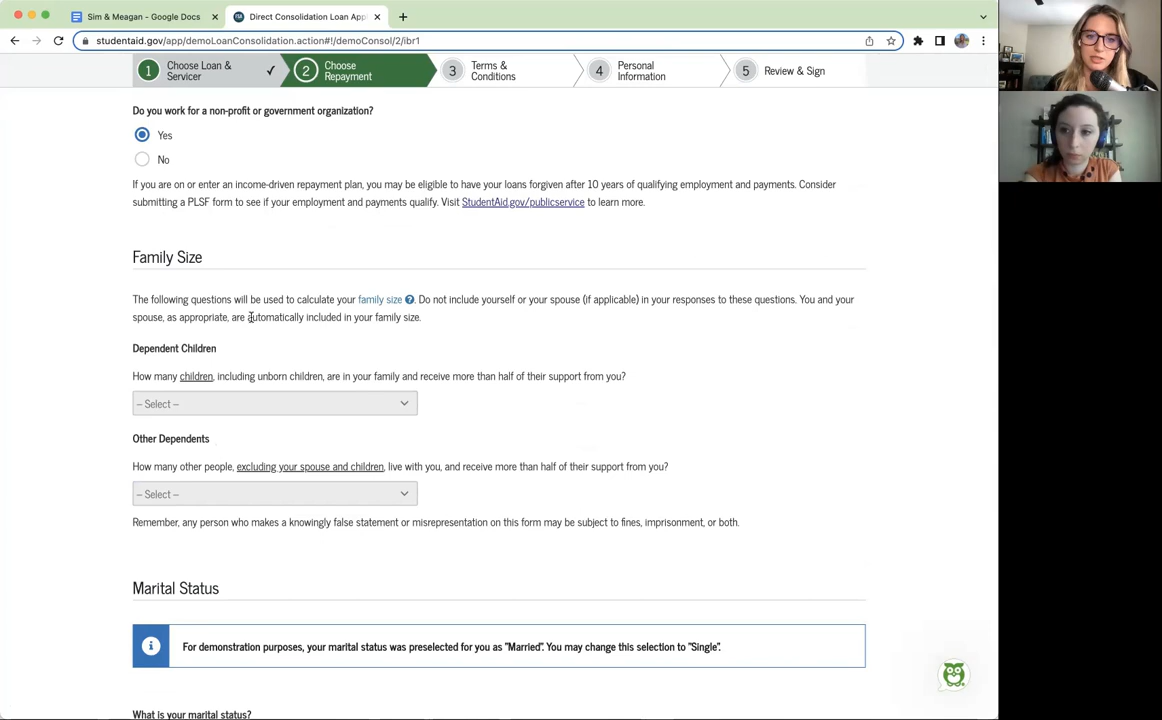 Sim & Meagan - Google Docs
Direct Consolidation Loan App
studentaid.gov/app/demoLoanConsolidation.action#!/demoConsol/2/ibr1
1
Choose Loan &
Servicer
2
Choose
Repayment
3
Terms &
Conditions
4
Personal
Information
5
Review & Sign
Do you work for a non-profit or government organization?
Yes
No
If you are on or enter an income-driven repayment plan, you may be eligible to have your loans forgiven after 10 years of qualifying employment and payments. Consider
submitting a PLSF form to see if your employment and payments qualify. Visit StudentAid.gov/publicservice to learn more.
Family Size
The following questions will be used to calculate your family size ?. Do not include yourself or your spouse (if applicable) in your responses to these questions. You and your
spouse, as appropriate, are automatically included in your family size.
Dependent Children
How many children, including unborn children, are in your family and receive more than half of their support from you?
– Select –
Other Dependents
How many other people, excluding your spouse and children, live with you, and receive more than half of their support from you?
– Select –
Remember, any person who makes a knowingly false statement or misrepresentation on this form may be subject to fines, imprisonment, or both.
Marital Status
For demonstration purposes, your marital status was preselected for you as "Married". You may change this selection to "Single".
What is your marital status?